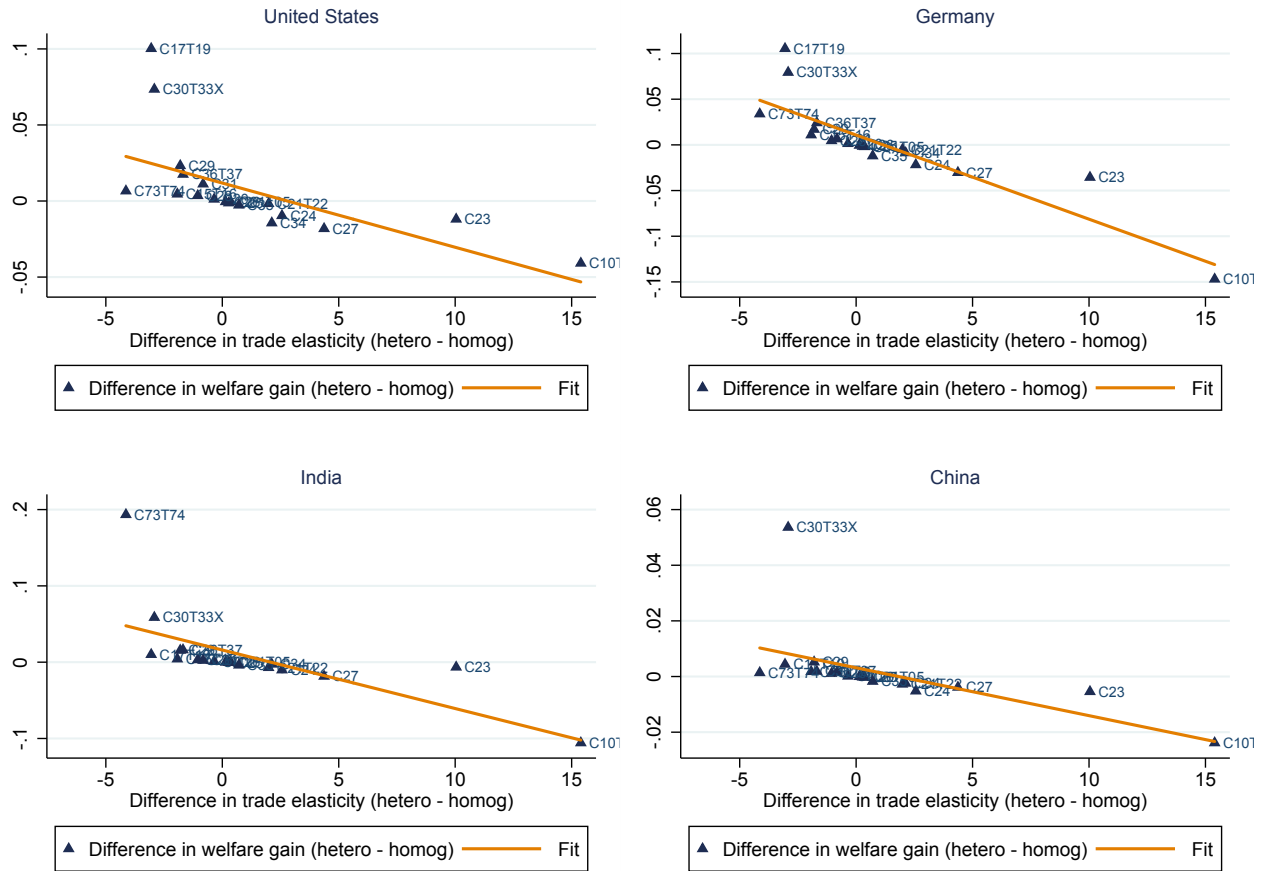 United States
.1
.05
0
-.05
C17T19
C30T33X
C29
C36T37
C31
C73T74
C15T16
C21T22
C24
C34
C27
C23
C10T
-5 0 5 10 15
Difference in trade elasticity (hetero - homog)
Difference in welfare gain (hetero - homog) Fit
Germany
.1
.05
0
-.05
-.1
-.15
C17T19
C30T33X
C73T74
C36T37
C21T22
C34
C35
C24
C27
C23
C10T
-5 0 5 10 15
Difference in trade elasticity (hetero - homog)
Difference in welfare gain (hetero - homog) Fit
India
.2
.1
0
-.1
C73T74
C30T33X
C27
C23
C10T
-5 0 5 10 15
Difference in trade elasticity (hetero - homog)
Difference in welfare gain (hetero - homog) Fit
China
.06
.04
.02
0
-.02
C30T33X
C29
C73T74
C24
C27
C23
C10T
-5 0 5 10 15
Difference in trade elasticity (hetero - homog)
Difference in welfare gain (hetero - homog) Fit